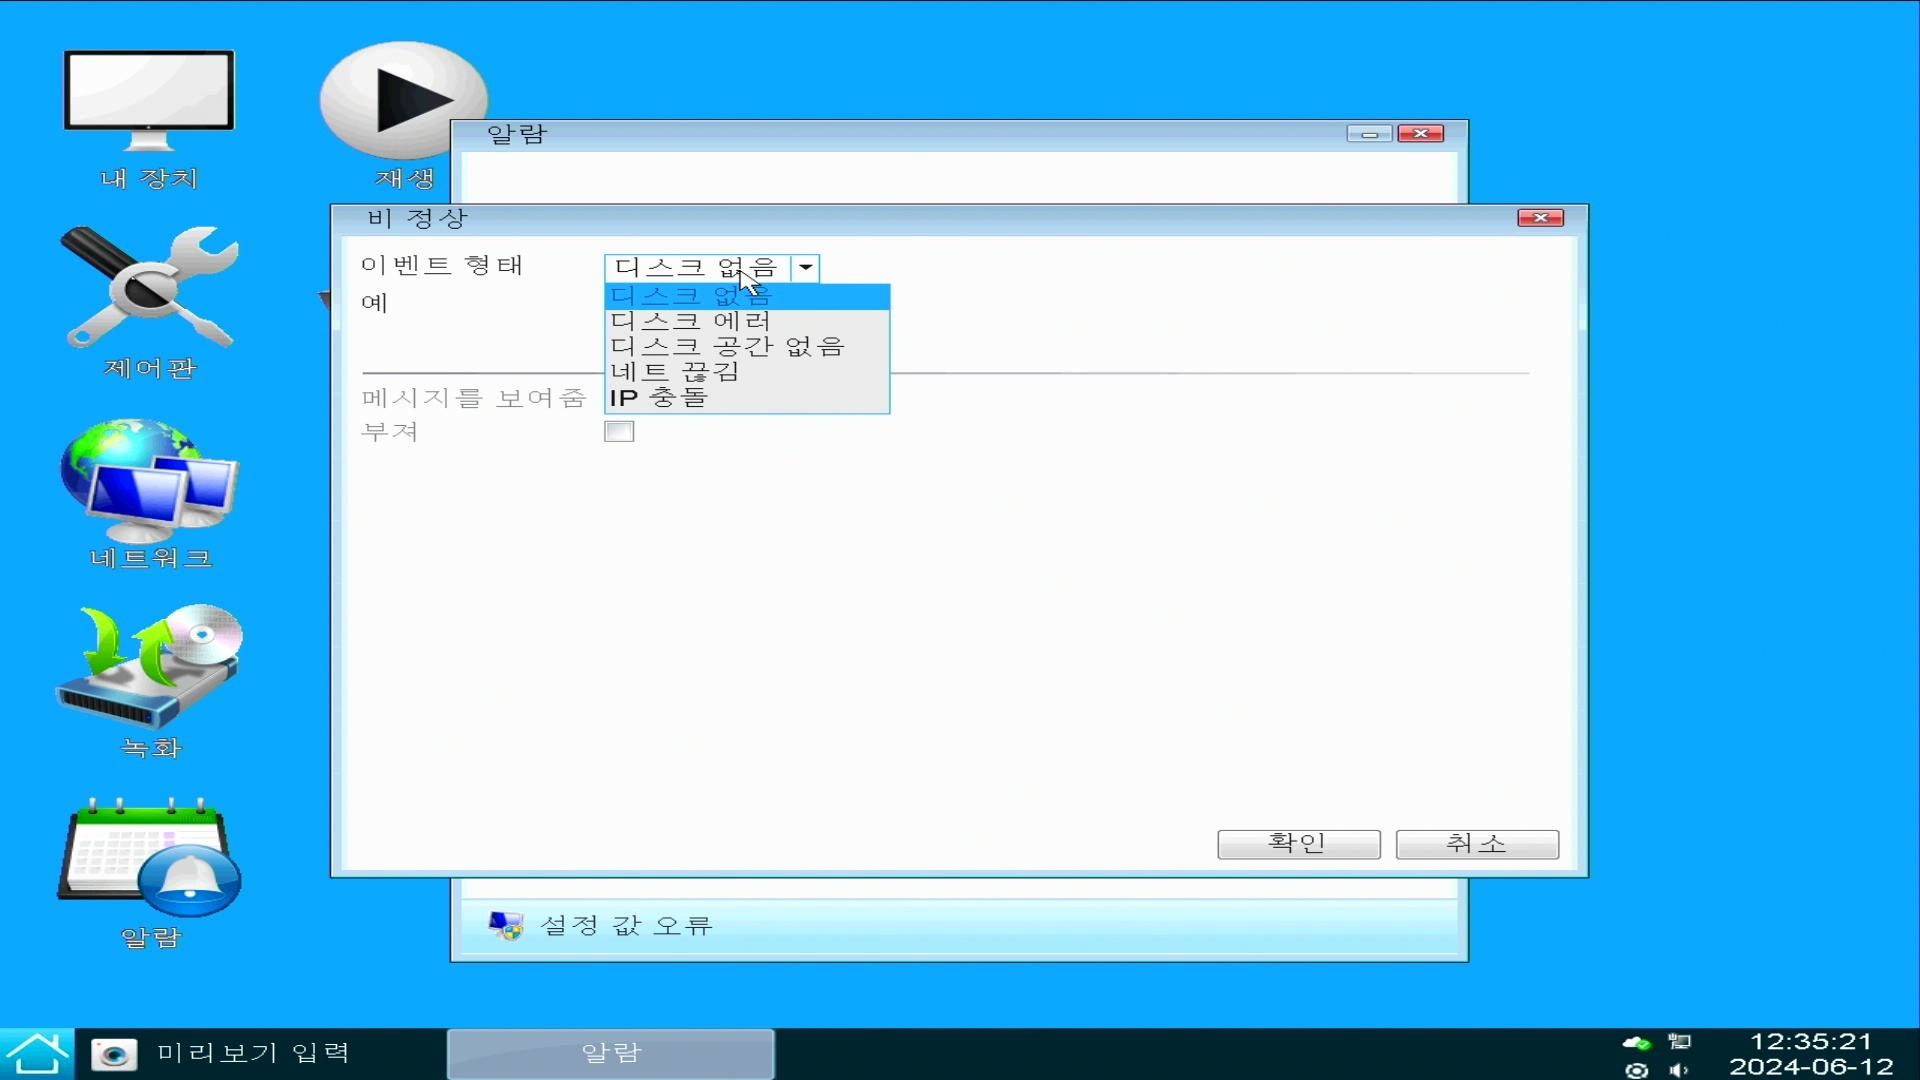 내 장치
재생
제어판
네트워크
녹화
알람
알람
비 정상
이벤트 형태
디스크 없음
예
디스크 없음
디스크 에러
디스크 공간 없음
네트 끊김
IP 충돌
메시지를 보여줌
부져
확인
취소
설정 값 오류
미리보기 입력
알람
12:35:21
2024-06-12